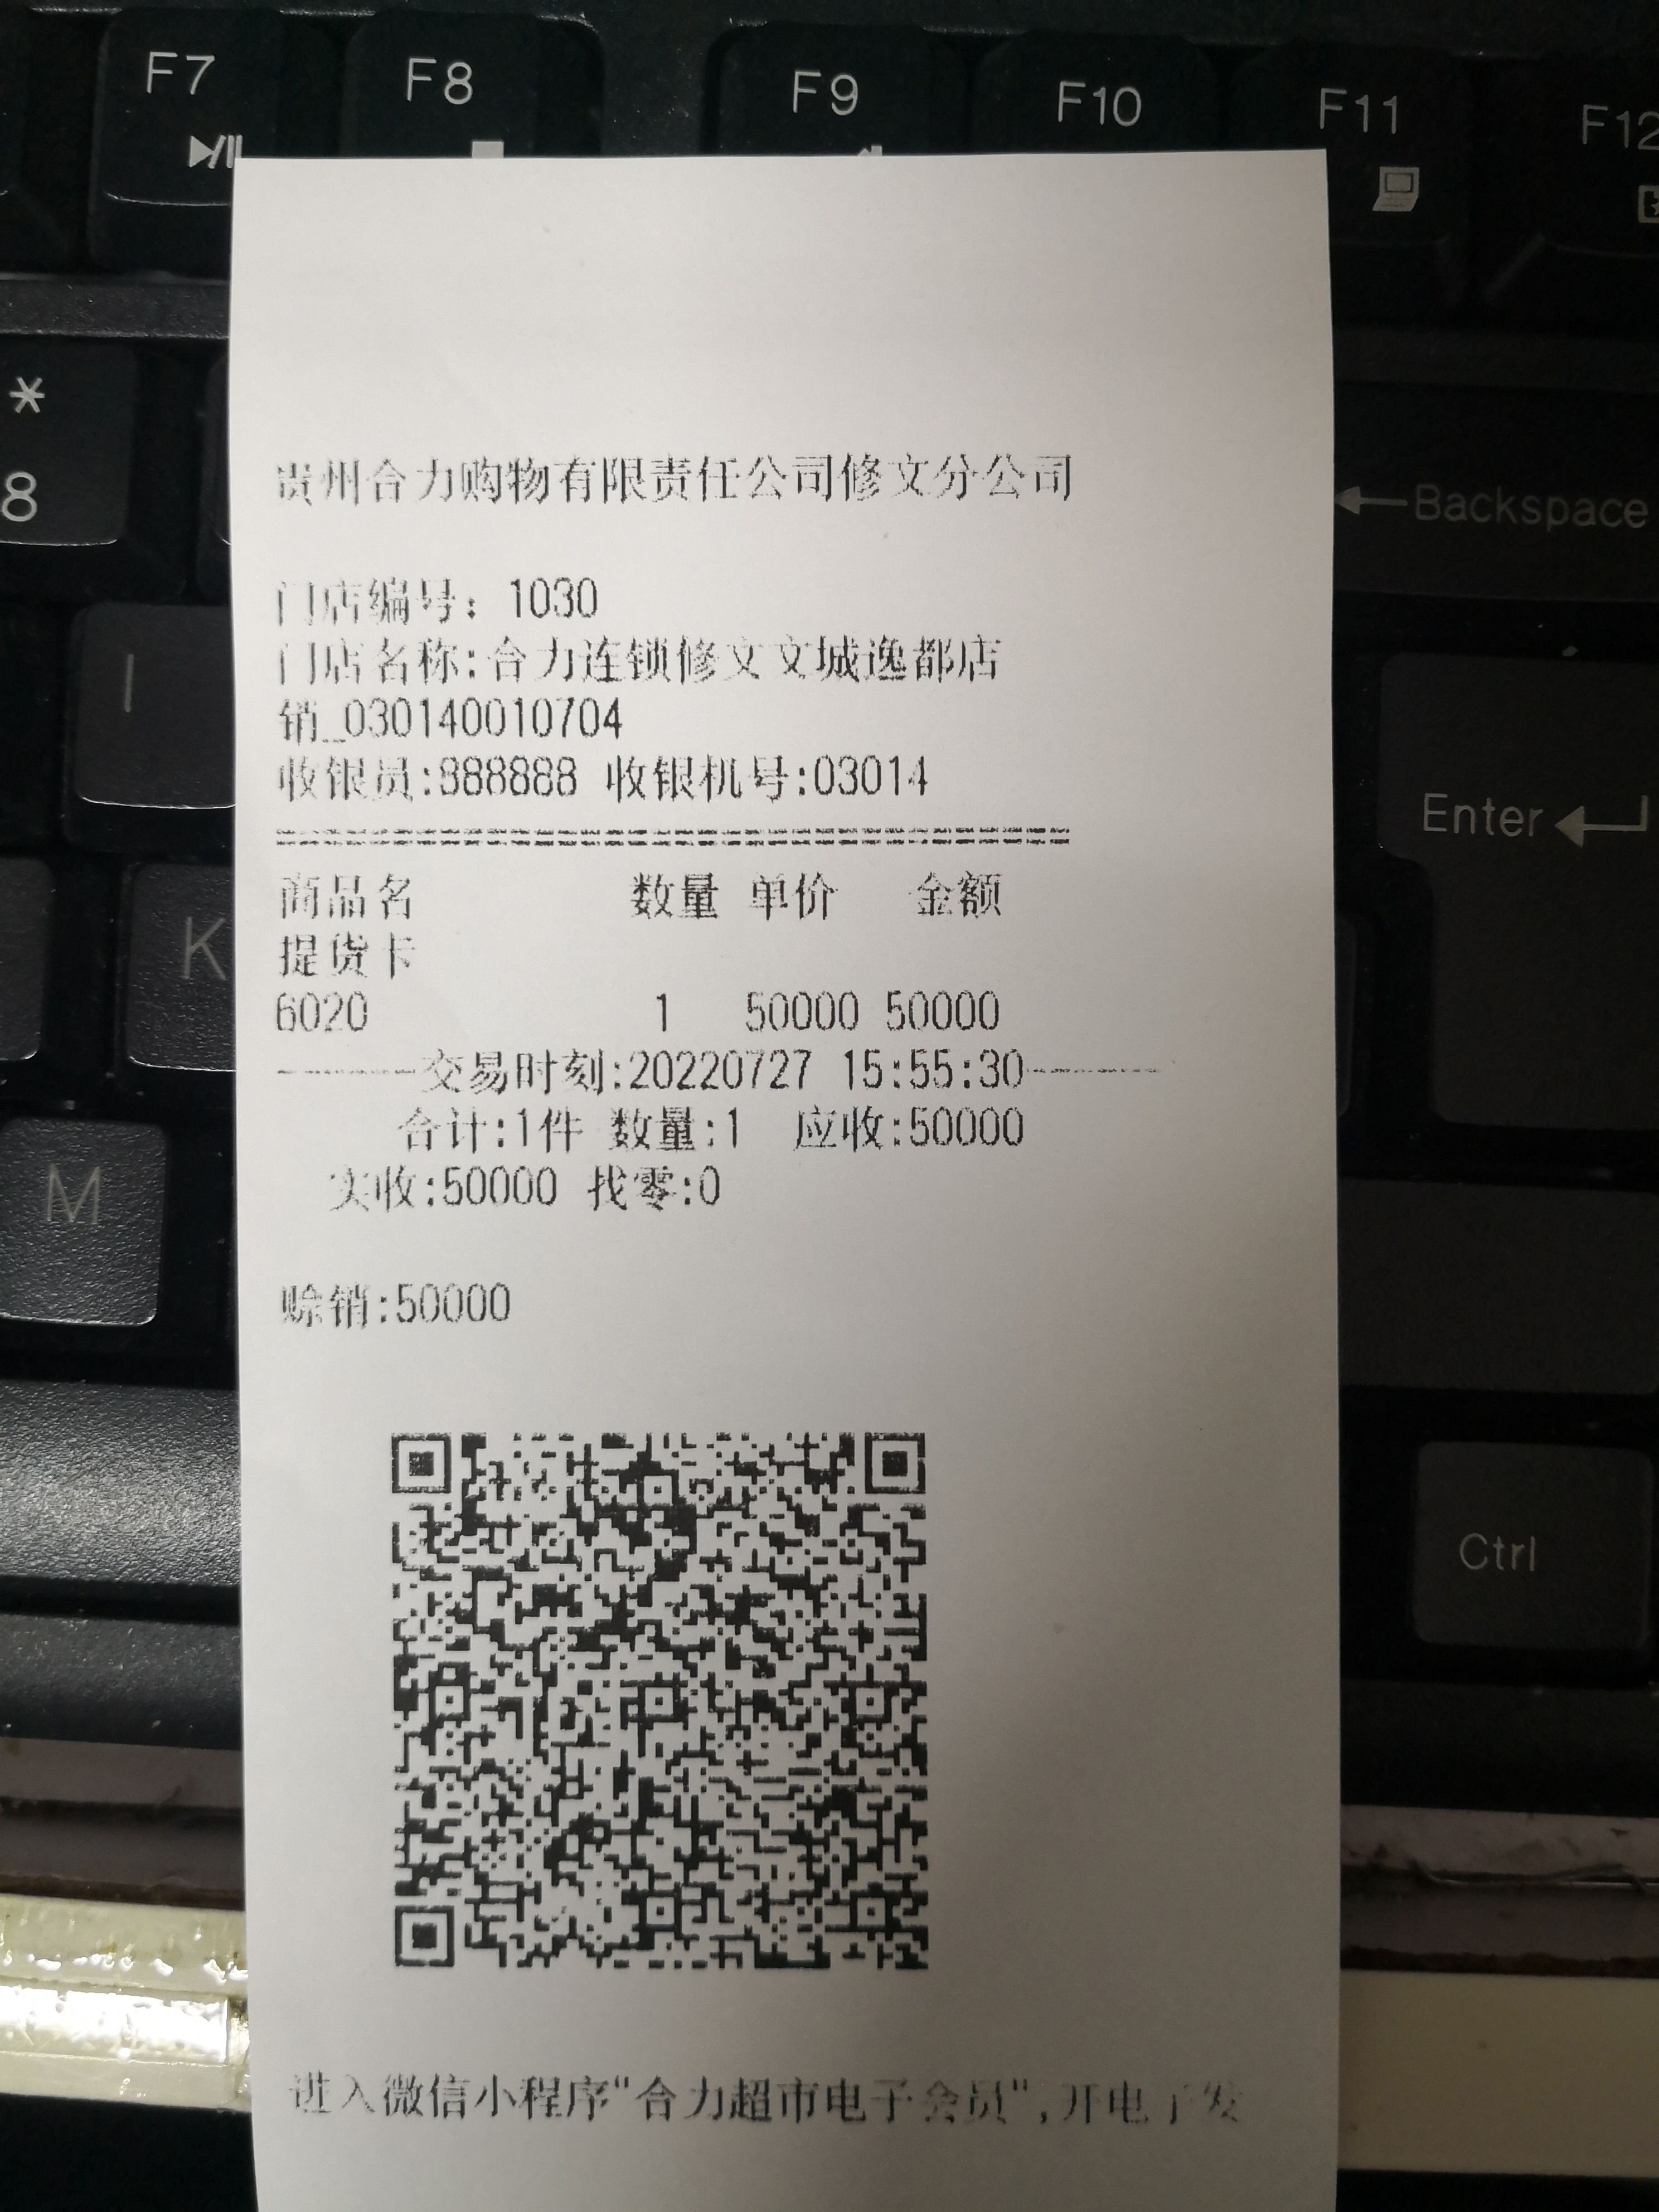 F7 F8 F9 F10 F11 F12
*
8
← Backspace
I
Enter
K
M
Ctrl
贵州合力购物有限责任公司修文分公司
门店编号: 1030
门店名称:合力连锁修文文城逸都店
销_030140010704
收银员:888888 收银机号:03014
商品名 数量 单价 金额
提货卡
6020 1 50000 50000
--------交易时刻:20220727 15:55:30--------
合计:1件 数量:1 应收:50000
实收:50000 找零:0
赊销:50000
进入微信小程序"合力超市电子会员",开电子发